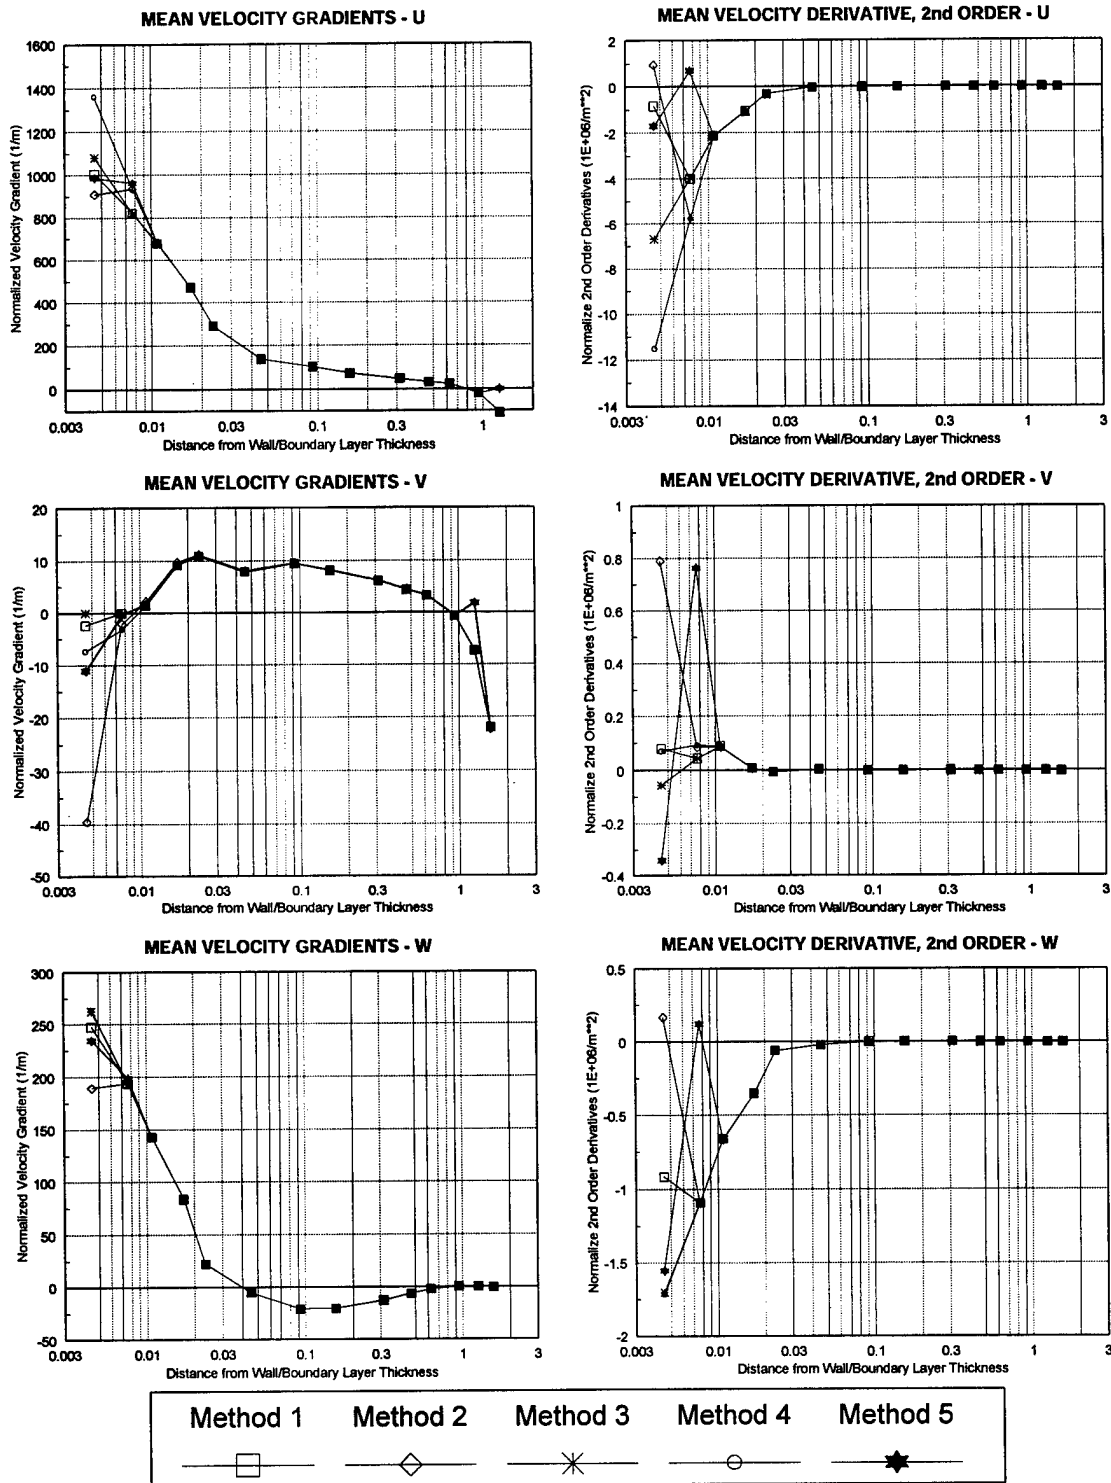 MEAN VELOCITY GRADIENTS - U
Normalized Velocity Gradient (1/m)
1600
1400
1200
1000
800
600
400
200
0
0.003 0.01 0.03 0.1 0.3 1
Distance from Wall/Boundary Layer Thickness
MEAN VELOCITY DERIVATIVE, 2nd ORDER - U
Normalize 2nd Order Derivatives (1E+06/m**2)
2
0
-2
-4
-6
-8
-10
-12
-14
0.003 0.01 0.03 0.1 0.3 1 3
Distance from Wall/Boundary Layer Thickness
MEAN VELOCITY GRADIENTS - V
Normalized Velocity Gradient (1/m)
20
10
0
-10
-20
-30
-40
-50
0.003 0.01 0.03 0.1 0.3 1 3
Distance from Wall/Boundary Layer Thickness
MEAN VELOCITY DERIVATIVE, 2nd ORDER - V
Normalize 2nd Order Derivatives (1E+06/m**2)
1
0.8
0.6
0.4
0.2
0
-0.2
-0.4
0.003 0.01 0.03 0.1 0.3 1 3
Distance from Wall/Boundary Layer Thickness
MEAN VELOCITY GRADIENTS - W
Normalized Velocity Gradient (1/m)
300
250
200
150
100
50
0
-50
0.003 0.01 0.03 0.1 0.3 1 3
Distance from Wall/Boundary Layer Thickness
MEAN VELOCITY DERIVATIVE, 2nd ORDER - W
Normalize 2nd Order Derivatives (1E+06/m**2)
0.5
0
-0.5
-1
-1.5
-2
0.003 0.01 0.03 0.1 0.3 1 3
Distance from Wall/Boundary Layer Thickness
Method 1 Method 2 Method 3 Method 4 Method 5